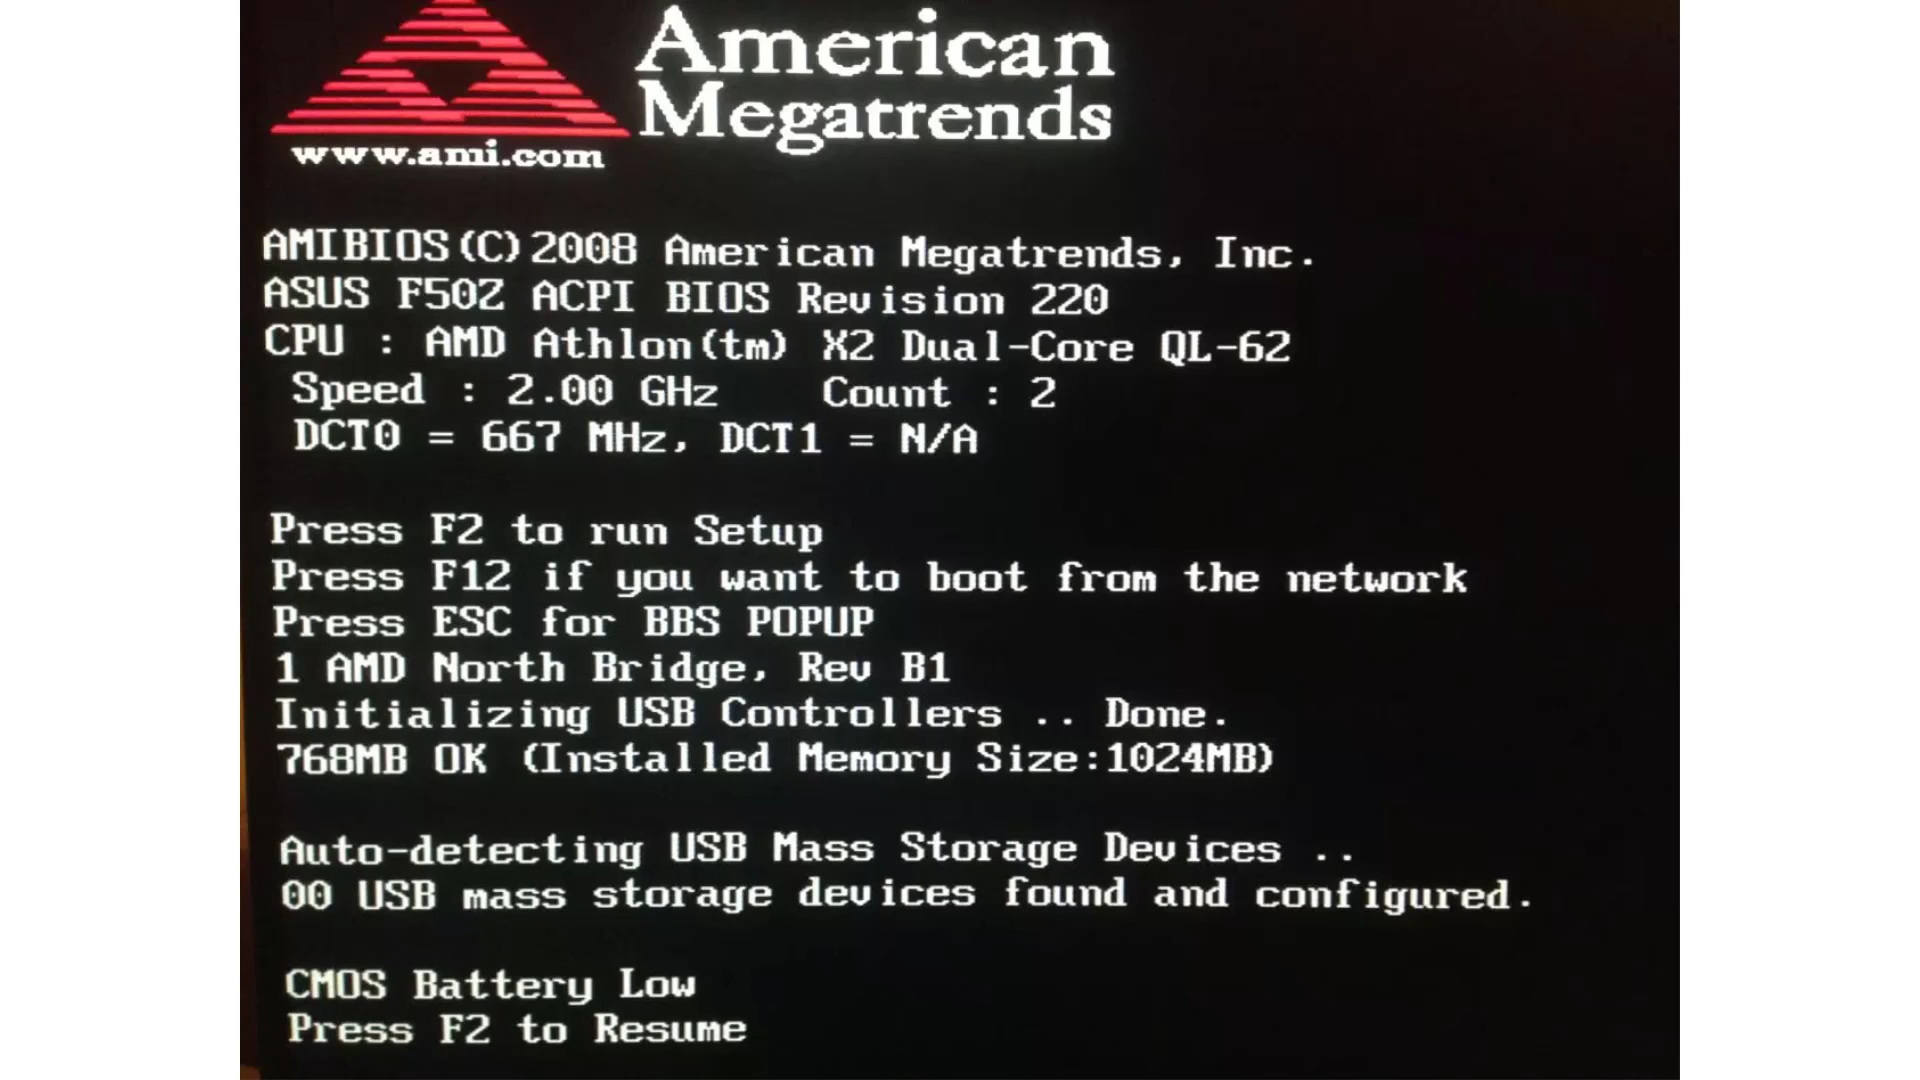 American
Megatrends
www.ami.com
AMIBIOS(C)2008 American Megatrends, Inc.
ASUS F50Z ACPI BIOS Revision 220
CPU : AMD Athlon(tm) X2 Dual-Core QL-62
Speed : 2.00 GHz Count : 2
DCT0 = 667 MHz, DCT1 = N/A
Press F2 to run Setup
Press F12 if you want to boot from the network
Press ESC for BBS POPUP
1 AMD North Bridge, Rev B1
Initializing USB Controllers .. Done.
768MB OK (Installed Memory Size:1024MB)
Auto-detecting USB Mass Storage Devices ..
00 USB mass storage devices found and configured.
CMOS Battery Low
Press F2 to Resume